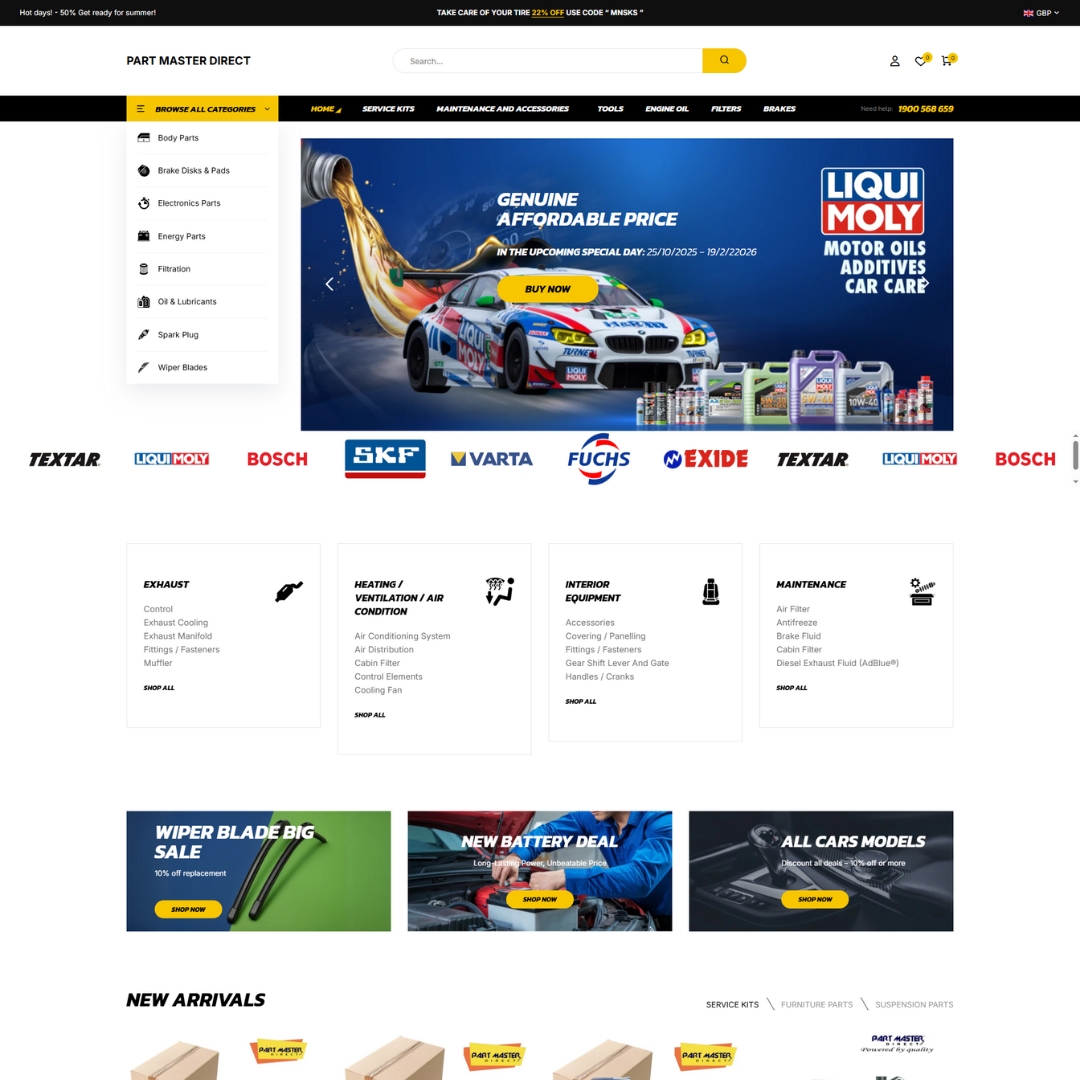 Hot days! - 50% Get ready for summer!
TAKE CARE OF YOUR TIRE 22% OFF USE CODE “ MNSKS ”
GBP
PART MASTER DIRECT
Search...
0
0
BROWSE ALL CATEGORIES
HOME
SERVICE KITS
MAINTENANCE AND ACCESSORIES
TOOLS
ENGINE OIL
FILTERS
BRAKES
Need help:
1900 568 659
Body Parts
Brake Disks & Pads
Electronics Parts
Energy Parts
Filtration
Oil & Lubricants
Spark Plug
Wiper Blades
GENUINE
AFFORDABLE PRICE
IN THE UPCOMING SPECIAL DAY: 25/10/2025 – 19/2/22026
BUY NOW
LIQUI
MOLY
MOTOR OILS
ADDITIVES
CAR CARE
LIQUI
MOLY
TURNER
TURNER
LIQUI
MOLY
10W-40
TEXTAR
LIQUI MOLY
BOSCH
SKF
VARTA
FUCHS
EXIDE
TEXTAR
LIQUI MOLY
BOSCH
EXHAUST
Control
Exhaust Cooling
Exhaust Manifold
Fittings / Fasteners
Muffler
SHOP ALL
HEATING /
VENTILATION / AIR
CONDITION
Air Conditioning System
Air Distribution
Cabin Filter
Control Elements
Cooling Fan
SHOP ALL
INTERIOR
EQUIPMENT
Accessories
Covering / Panelling
Fittings / Fasteners
Gear Shift Lever And Gate
Handles / Cranks
SHOP ALL
MAINTENANCE
Air Filter
Antifreeze
Brake Fluid
Cabin Filter
Diesel Exhaust Fluid (AdBlue®)
SHOP ALL
WIPER BLADE BIG
SALE
10% off replacement
SHOP NOW
NEW BATTERY DEAL
Long-Lasting Power, Unbeatable Price
SHOP NOW
ALL CARS MODELS
Discount all deals – 10% off or more
SHOP NOW
NEW ARRIVALS
SERVICE KITS
FURNITURE PARTS
SUSPENSION PARTS
PART MASTER
DIRECT
PART MASTER
DIRECT
PART MASTER
DIRECT
PART MASTER
DIRECT
Powered by quality